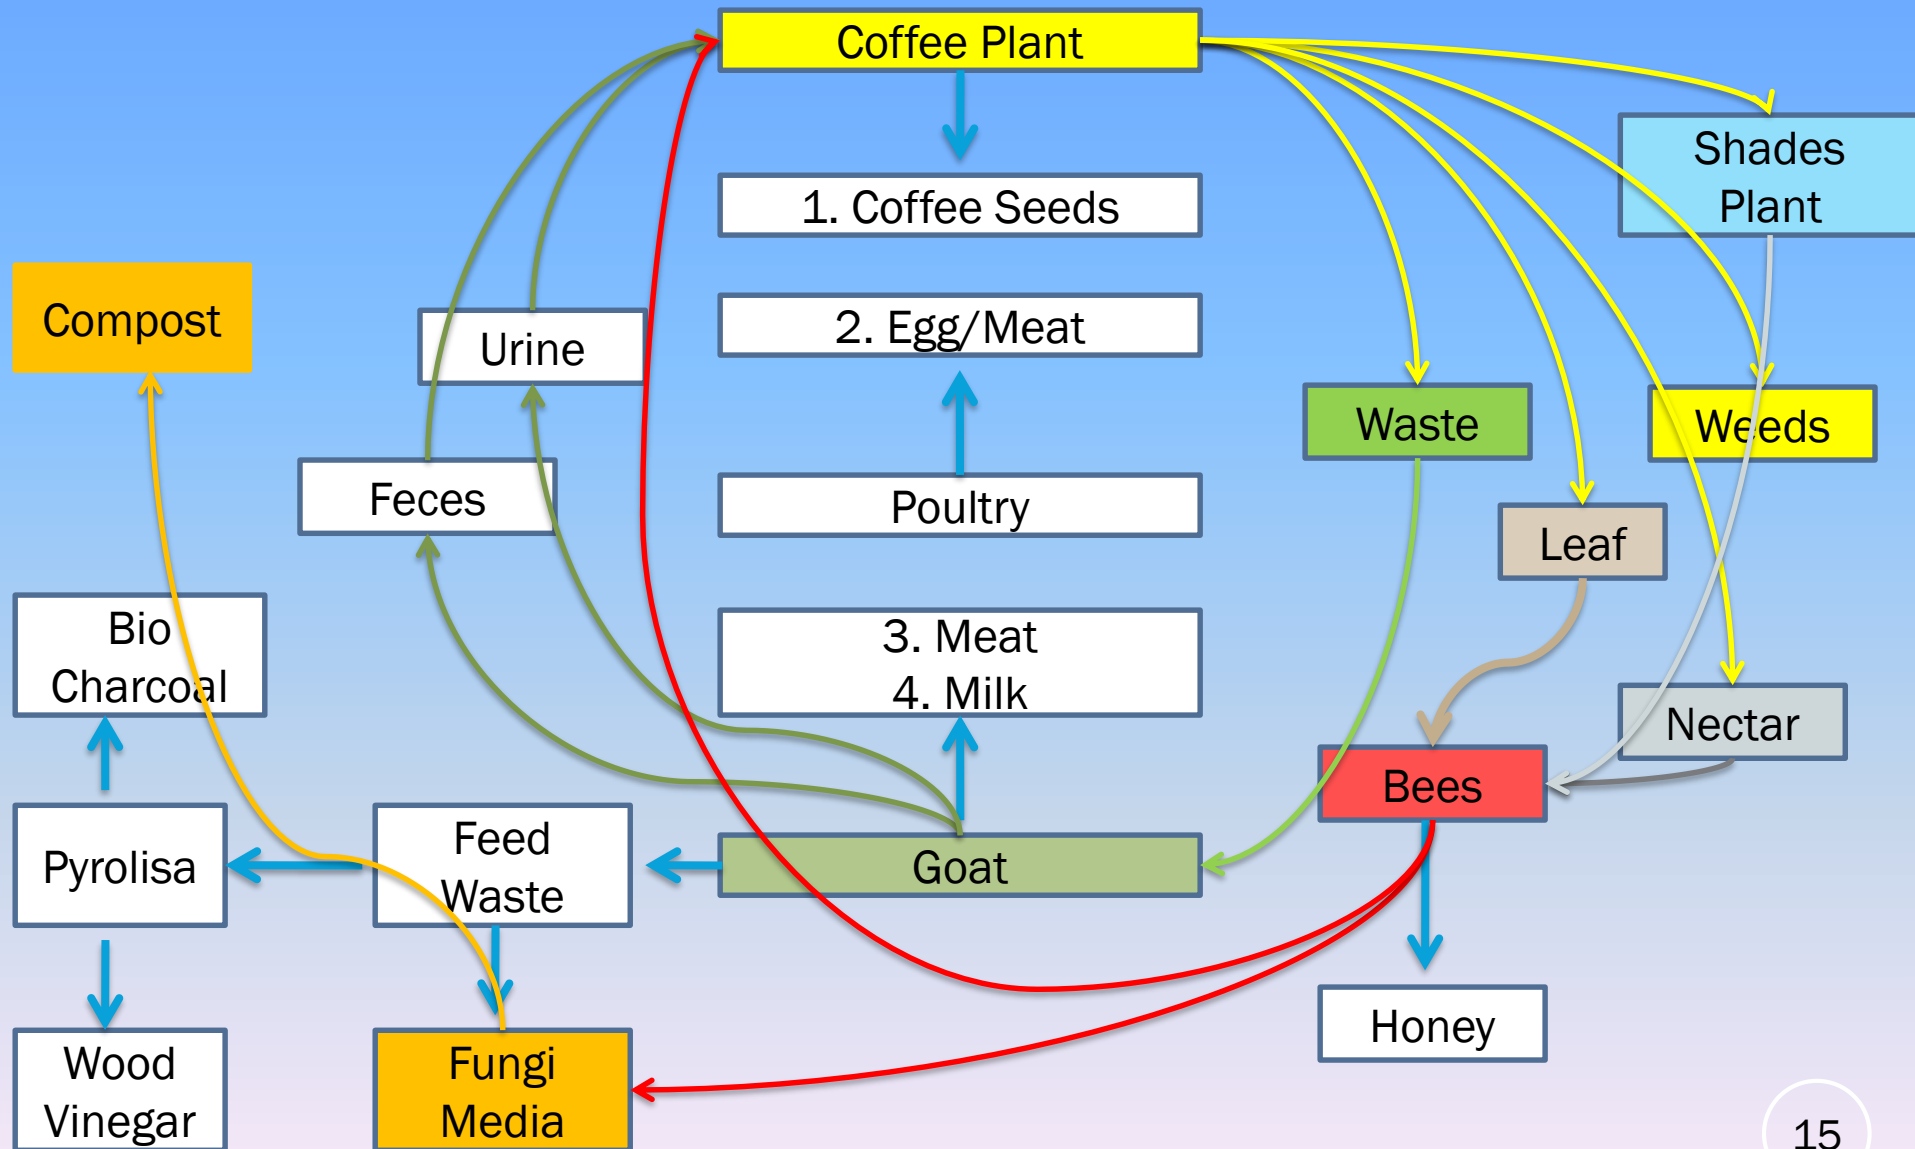 Coffee Plant
Shades
Plant
1. Coffee Seeds
Compost
Urine
2. Egg/Meat
Waste
Weeds
Feces
Poultry
Leaf
Bio
Charcoal
3. Meat
4. Milk
Nectar
Bees
Pyrolisa
Feed
Waste
Goat
Honey
Wood
Vinegar
Fungi
Media
15